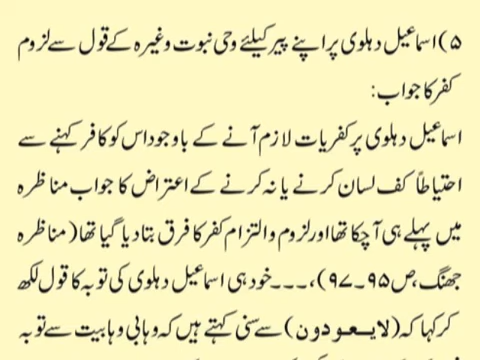 ۵) اسماعیل دہلوی پر اپنے پیر کیلئے وحی نبوت وغیرہ کے قول سے لزوم
کفر کا جواب:
اسماعیل دہلوی پر کفریات لازم آنے کے باوجود اس کو کافر کہنے سے
احتیاطاً کف لسان کرنے یا نہ کرنے کے اعتراض کا جواب مناظرہ
میں پہلے ہی آچکا تھا اور لزوم والتزام کفر کا فرق بتا دیا گیا تھا (مناظرہ
جھنگ، ص ۹۵۔۹۷)،۔۔۔ خود ہی اسماعیل دہلوی کی توبہ کا قول لکھ
کر کہا کہ (لایعودون) سے سنی کہتے ہیں کہ وہابی وہابیت سے توبہ